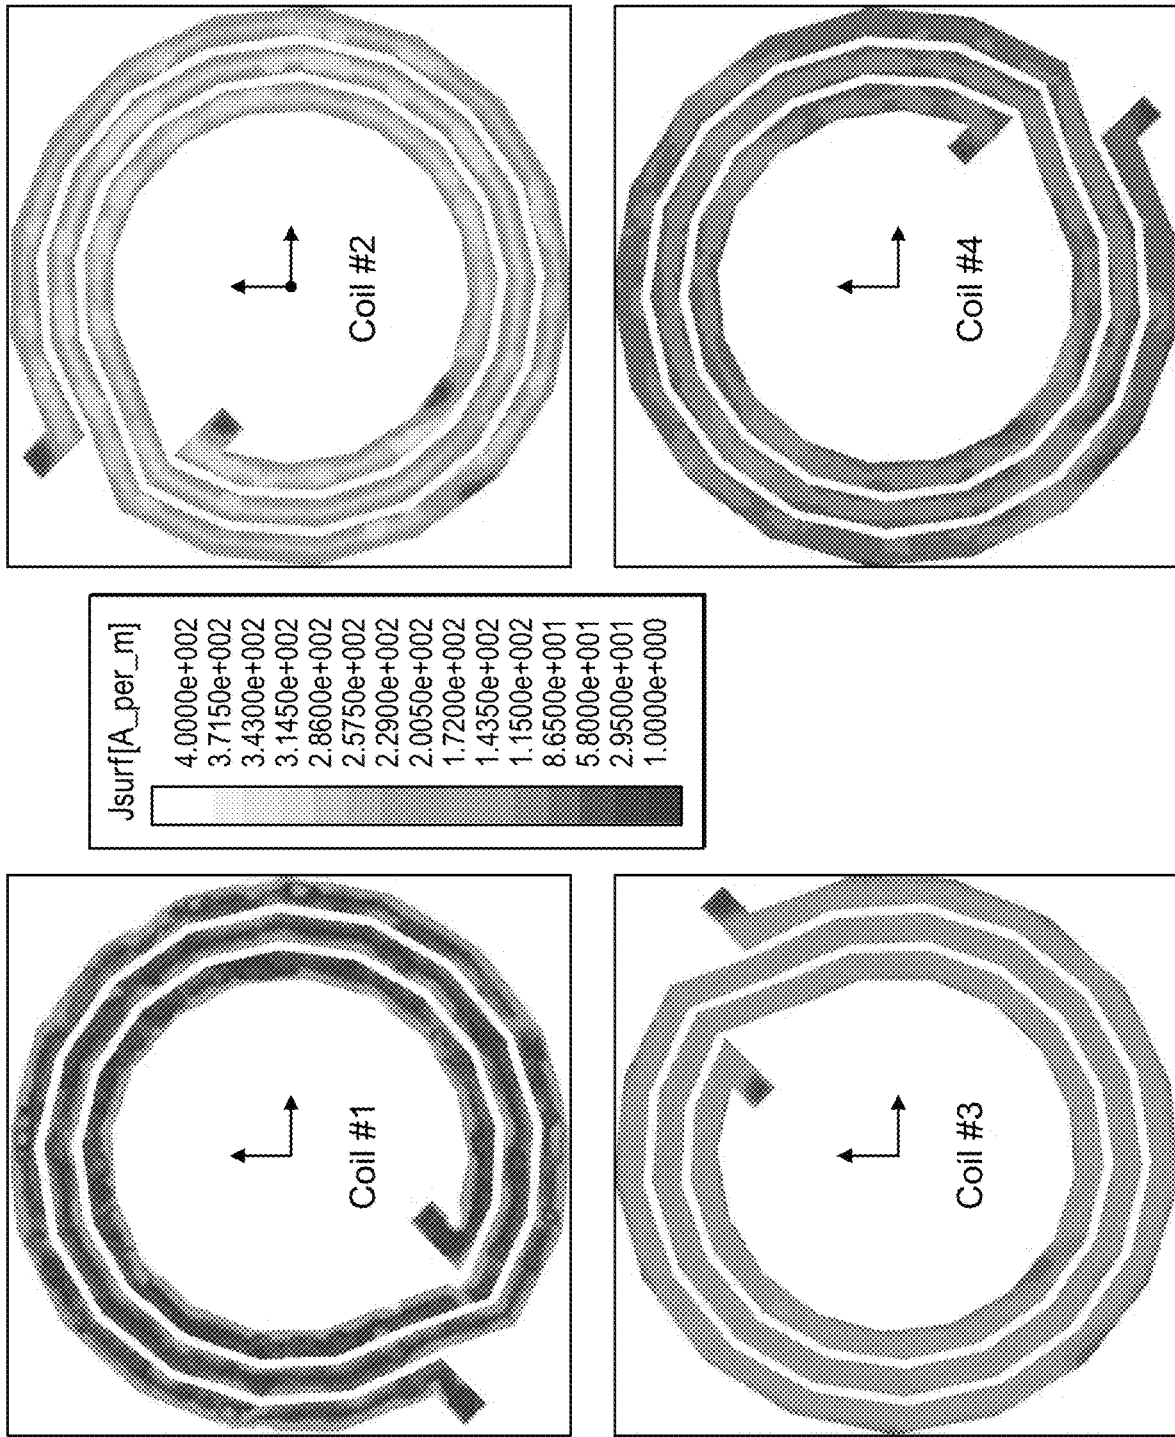 Coil #1
Jsurf[A_per_m]
4.0000e+002
3.7150e+002
3.4300e+002
3.1450e+002
2.8600e+002
2.5750e+002
2.2900e+002
2.0050e+002
1.7200e+002
1.4350e+002
1.1500e+002
8.6500e+001
5.8000e+001
2.9500e+001
1.0000e+000
Coil #2
Coil #3
Coil #4